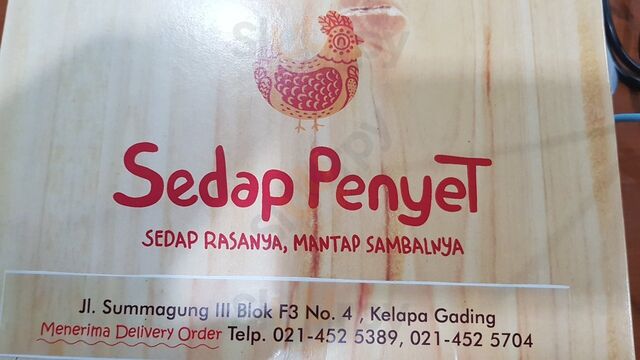 Sedap Penyet
SEDAP RASANYA, MANTAP SAMBALNYA
Jl. Summagung III Blok F3 No. 4 , Kelapa Gading
Menerima Delivery Order Telp. 021-452 5389, 021-452 5704